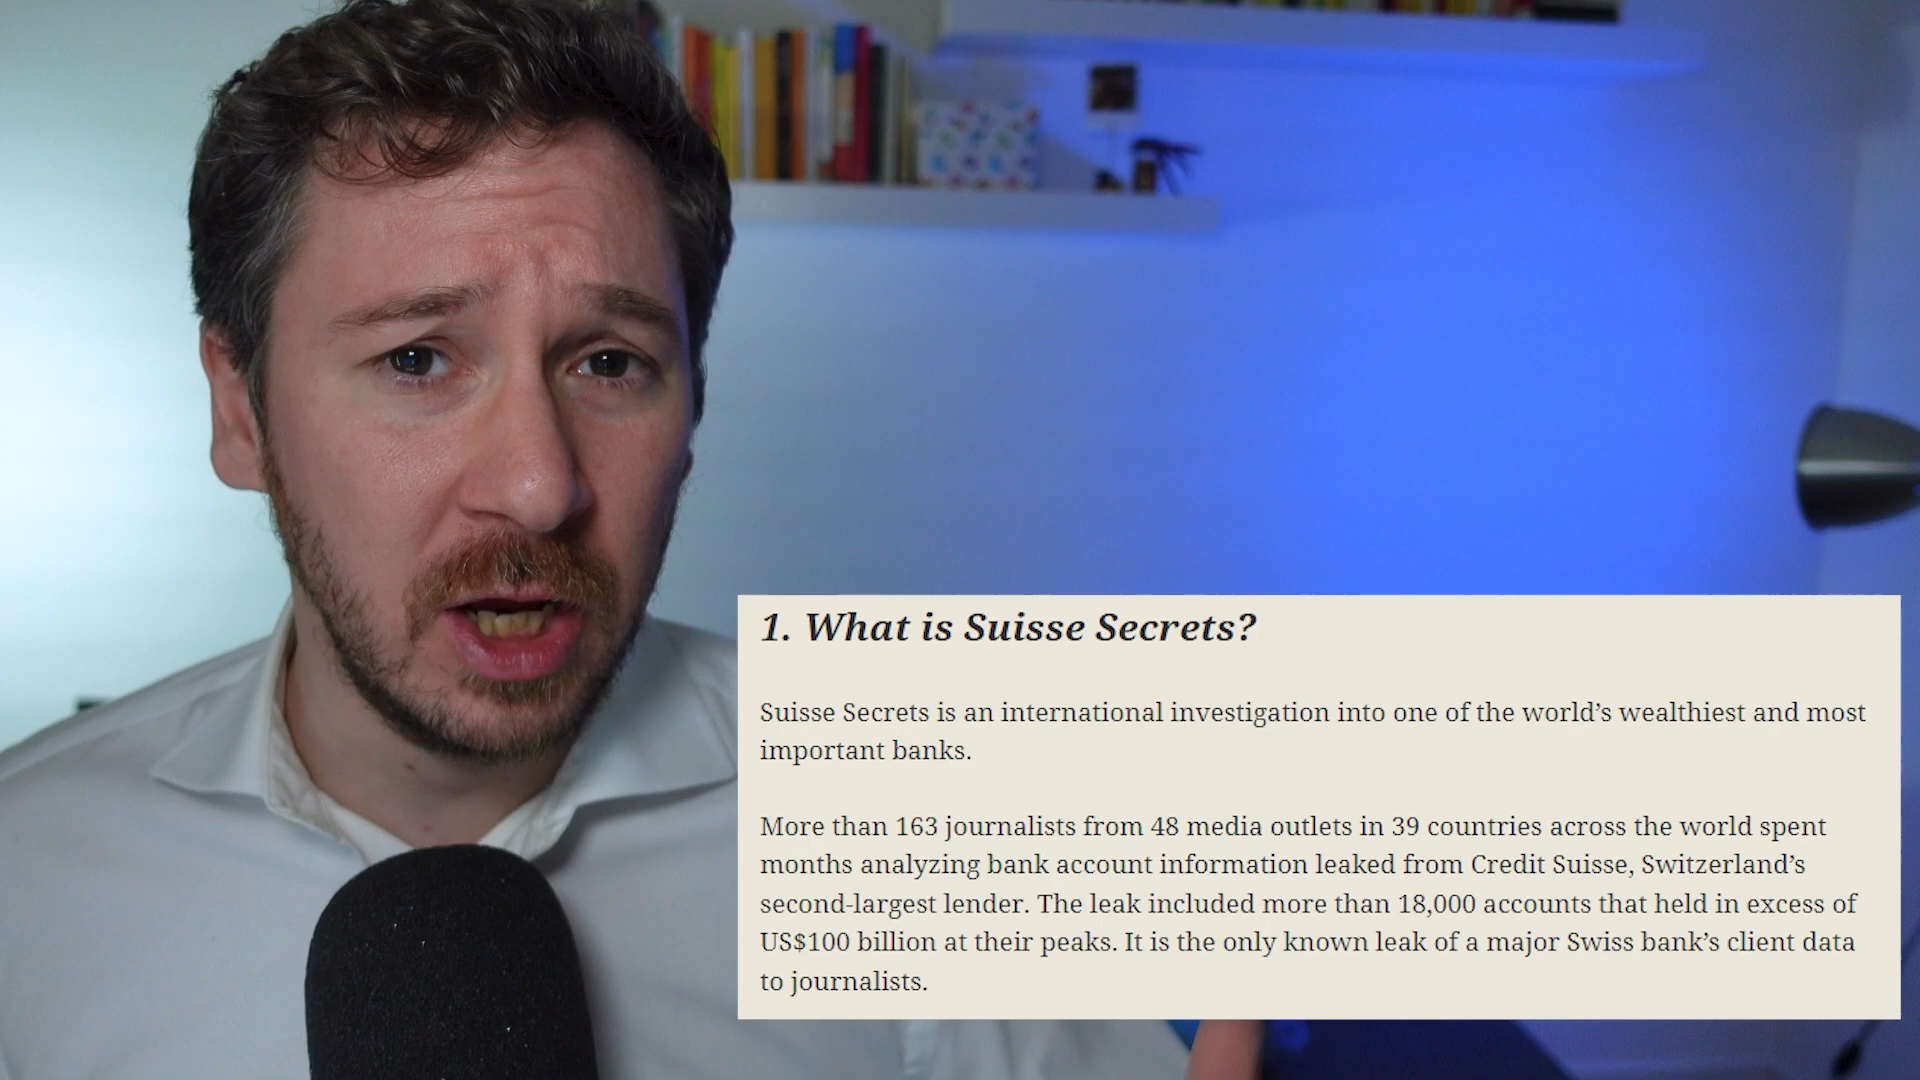 1. What is Suisse Secrets?
Suisse Secrets is an international investigation into one of the world’s wealthiest and most
important banks.
More than 163 journalists from 48 media outlets in 39 countries across the world spent
months analyzing bank account information leaked from Credit Suisse, Switzerland’s
second-largest lender. The leak included more than 18,000 accounts that held in excess of
US$100 billion at their peaks. It is the only known leak of a major Swiss bank’s client data
to journalists.